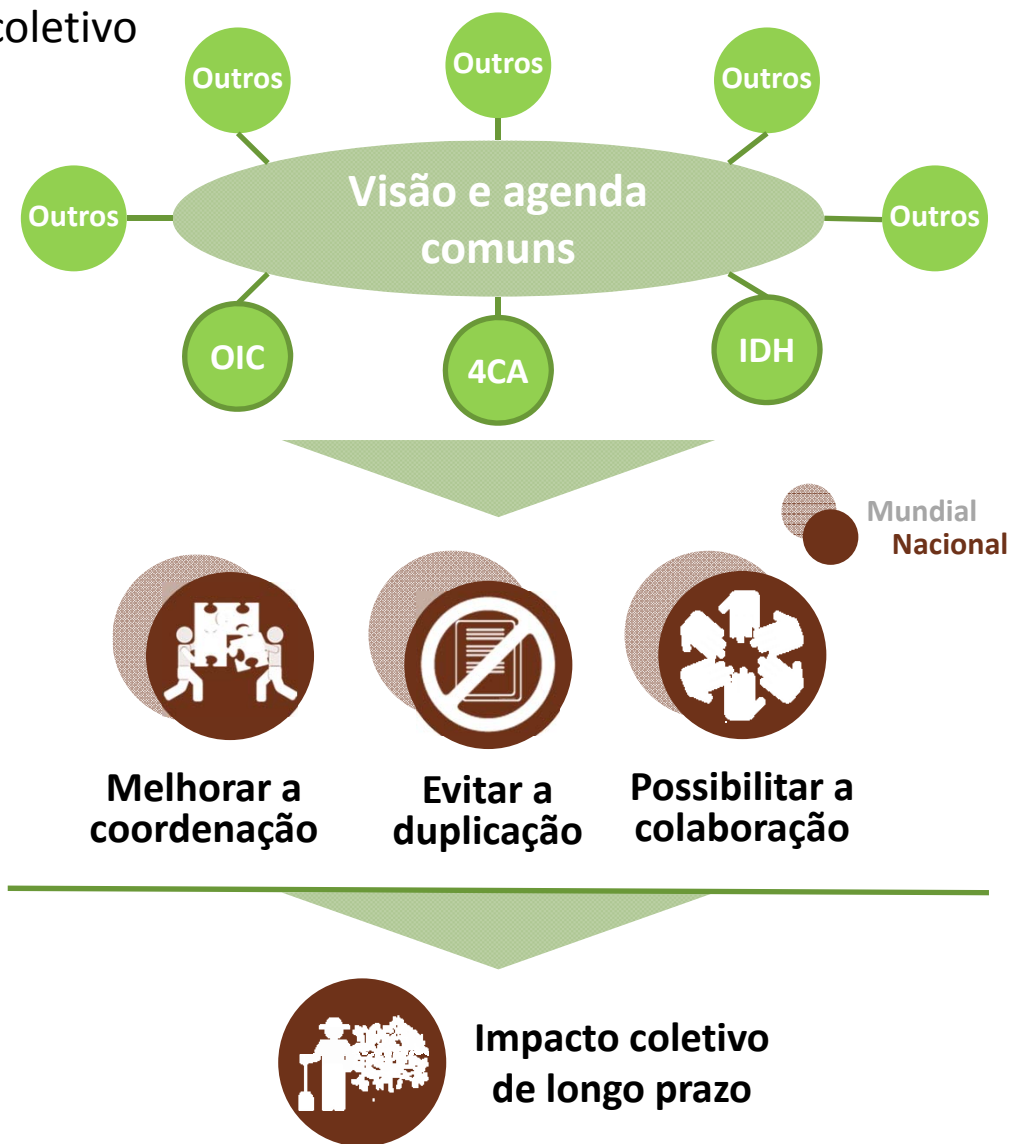 coletivo
Outros
Outros
Outros
Outros
Visão e agenda
comuns
Outros
OIC
4CA
IDH
Mundial
Nacional
Melhorar a
coordenação
Evitar a
duplicação
Possibilitar a
colaboração
Impacto coletivo
de longo prazo